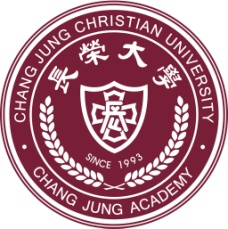 CHANG JUNG CHRISTIAN UNIVERSITY
長榮大學
SINCE 1993
CHANG JUNG ACADEMY